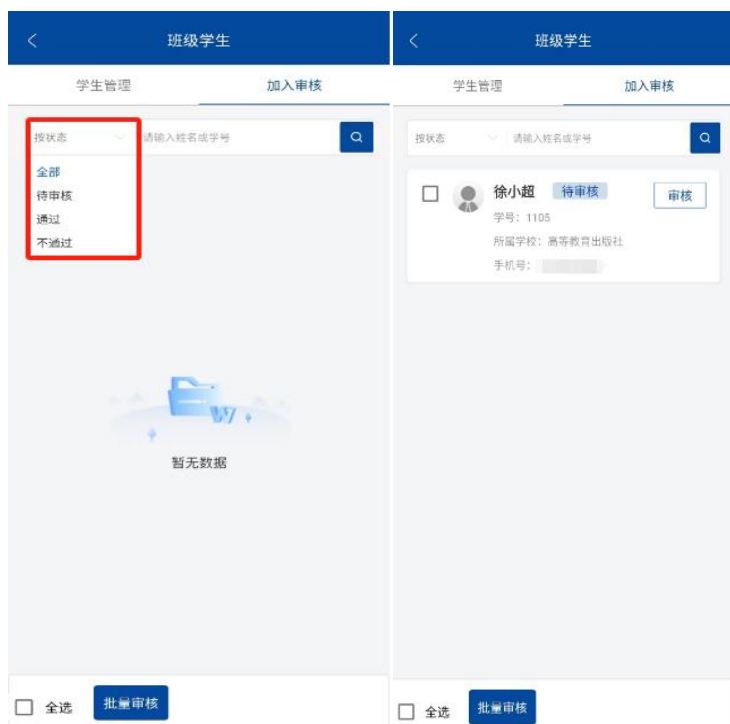 班级学生
学生管理 加入审核
按状态 请输入姓名或学号
全部
待审核
通过
不通过
暂无数据
全选 批量审核
班级学生
学生管理 加入审核
按状态 请输入姓名或学号
徐小超 待审核 审核
学号：1105
所属学校：高等教育出版社
手机号：
全选 批量审核